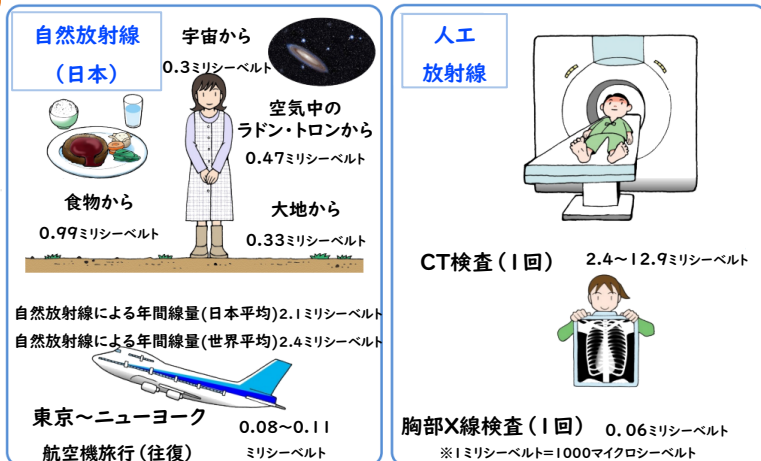 自然放射線
(日本)
宇宙から
0.3ミリシーベルト
空気中の
ラドン・トロンから
0.47ミリシーベルト
食物から
0.99ミリシーベルト
大地から
0.33ミリシーベルト
自然放射線による年間線量(日本平均)2.1ミリシーベルト
自然放射線による年間線量(世界平均)2.4ミリシーベルト
東京~ニューヨーク
航空機旅行(往復)
0.08~0.11
ミリシーベルト
人工
放射線
CT検査(1回) 2.4~12.9ミリシーベルト
胸部X線検査(1回) 0.06ミリシーベルト
※1ミリシーベルト=1000マイクロシーベルト